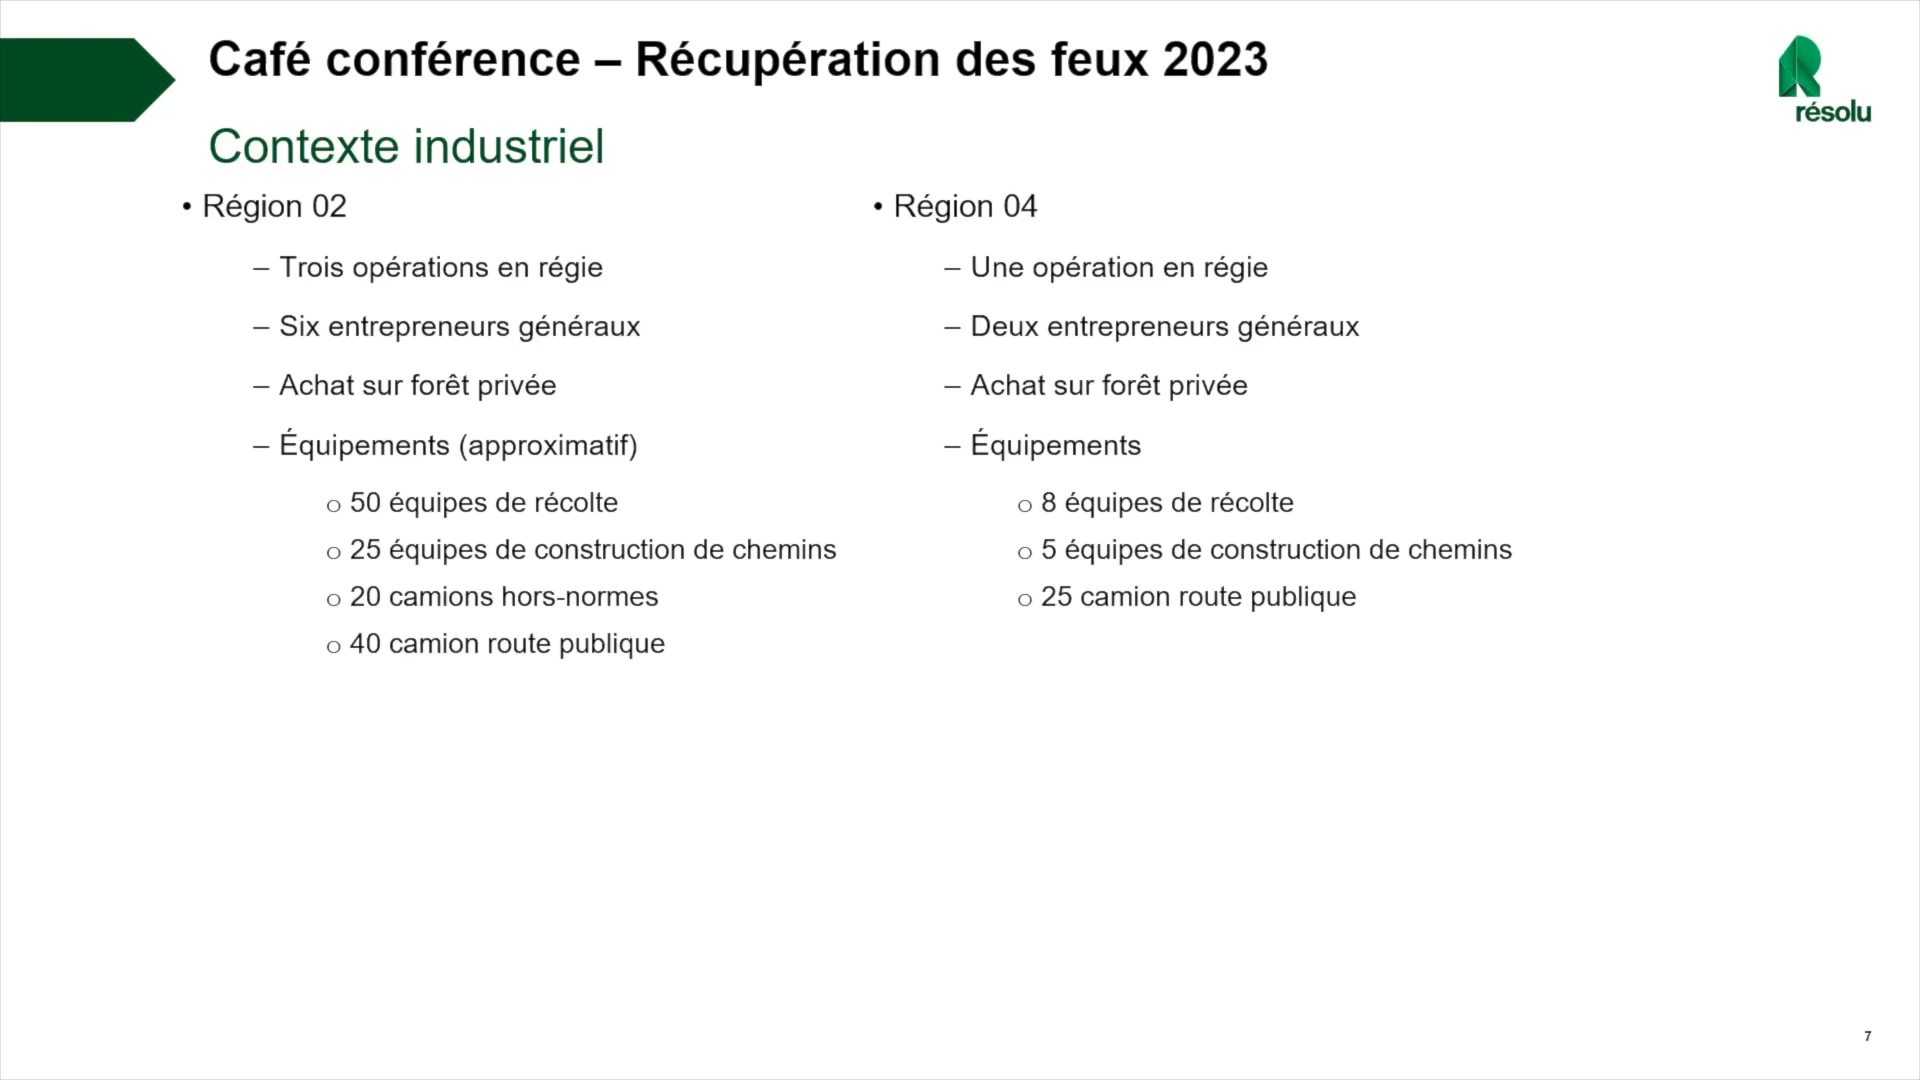 Café conférence – Récupération des feux 2023
résolu
Contexte industriel
• Région 02
– Trois opérations en régie
– Six entrepreneurs généraux
– Achat sur forêt privée
– Équipements (approximatif)
o 50 équipes de récolte
o 25 équipes de construction de chemins
o 20 camions hors-normes
o 40 camion route publique
• Région 04
– Une opération en régie
– Deux entrepreneurs généraux
– Achat sur forêt privée
– Équipements
o 8 équipes de récolte
o 5 équipes de construction de chemins
o 25 camion route publique
7